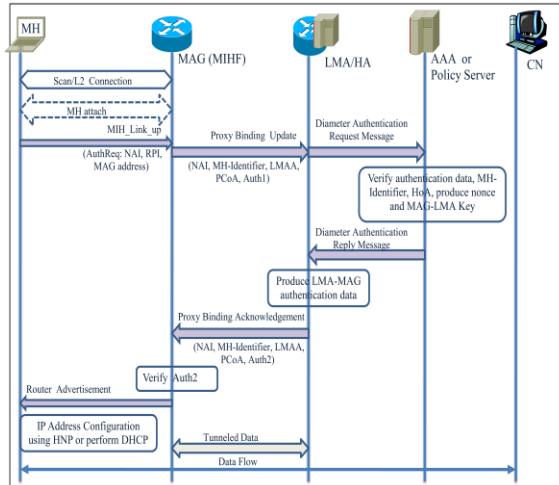 MH
MAG (MIHF)
LMA/HA
AAA or
Policy Server
CN
Scan/L2 Connection
MH attach
MIH_Link_up
(AuthReq: NAI, RPI,
MAG address)
Proxy Binding Update
(NAI, MH-Identifier, LMAA,
PCoA, Auth1)
Diameter Authentication
Request Message
Verify authentication data, MH-
Identifier, HoA, produce nonce
and MAG-LMA Key
Diameter Authentication
Reply Message
Produce LMA-MAG
authentication data
Proxy Binding Acknowledgement
(NAI, MH-Identifier, LMAA,
PCoA, Auth2)
Verify Auth2
Router Advertisement
IP Address Configuration
using HNP or perform DHCP
Tunneled Data
Data Flow